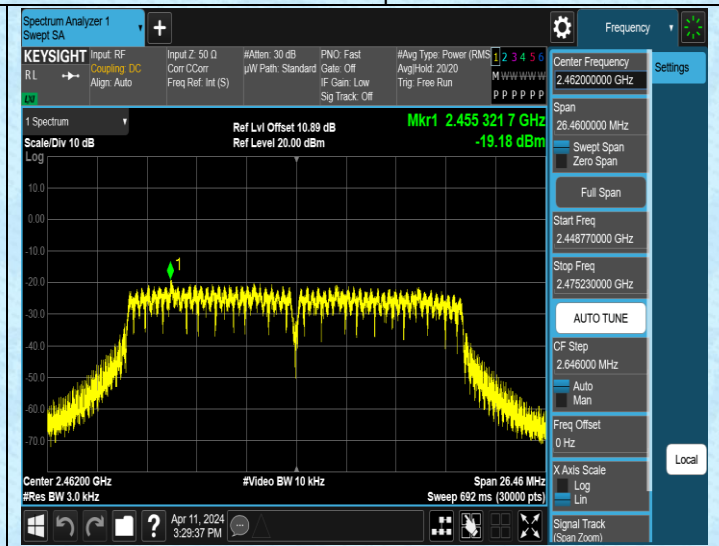 Spectrum Analyzer 1
Swept SA
+
Frequency
KEYSIGHT
RL
Input: RF
Coupling: DC
Align: Auto
Input Z: 50 Ω
Corr CCorr
Freq Ref: Int (S)
#Atten: 30 dB
µW Path: Standard
PNO: Fast
Gate: Off
IF Gain: Low
Sig Track: Off
#Avg Type: Power (RMS
Avg|Hold: 20/20
Trig: Free Run
1 2 3 4 5 6
M W W W W W
P P P P P P
1 Spectrum
Scale/Div 10 dB
Log
Ref Lvl Offset 10.89 dB
Ref Level 20.00 dBm
Mkr1 2.455 321 7 GHz
-19.18 dBm
10.0
0.00
-10.0
-20.0
-30.0
-40.0
-50.0
-60.0
-70.0
1
Center 2.46200 GHz
#Res BW 3.0 kHz
#Video BW 10 kHz
Span 26.46 MHz
Sweep 692 ms (30000 pts)
Apr 11, 2024
3:29:37 PM
?
Center Frequency
2.462000000 GHz
Span
26.4600000 MHz
Swept Span
Zero Span
Full Span
Start Freq
2.448770000 GHz
Stop Freq
2.475230000 GHz
AUTO TUNE
CF Step
2.646000 MHz
Auto
Man
Freq Offset
0 Hz
X Axis Scale
Log
Lin
Signal Track
(Span Zoom)
Settings
Local